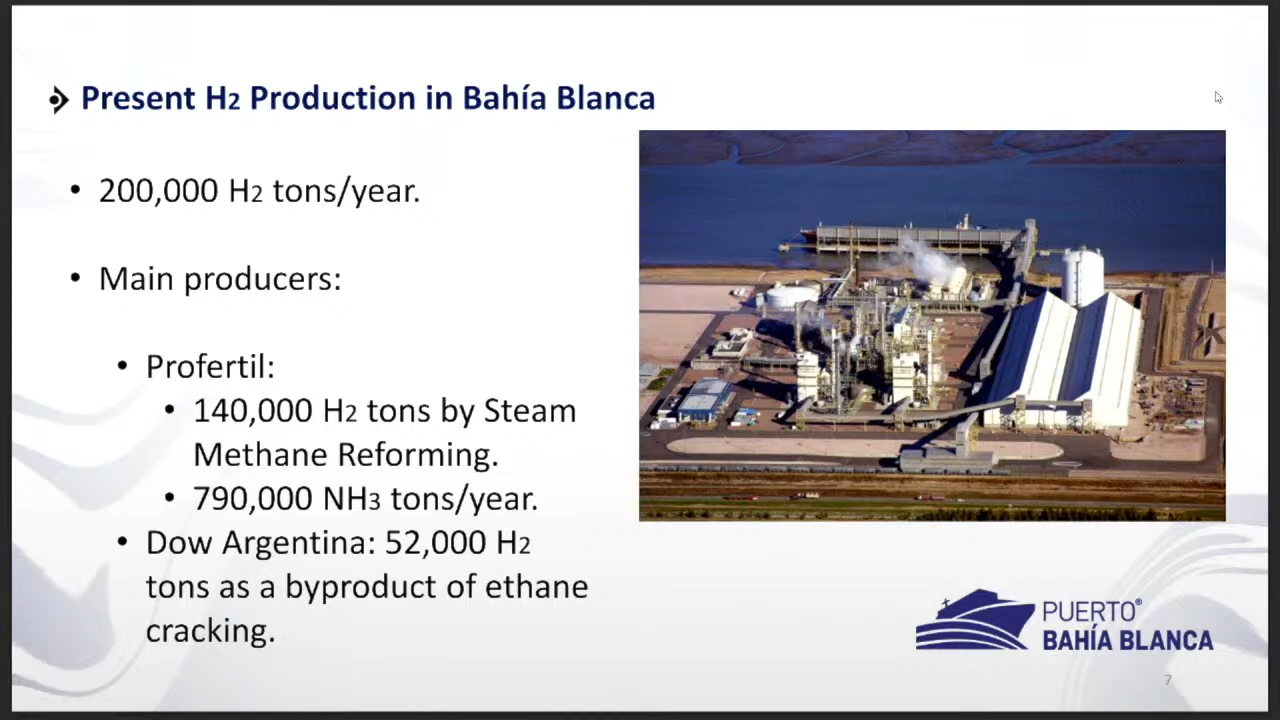 Present H2 Production in Bahía Blanca
• 200,000 H2 tons/year.
• Main producers:
• Profertil:
• 140,000 H2 tons by Steam
Methane Reforming.
• 790,000 NH3 tons/year.
• Dow Argentina: 52,000 H2
tons as a byproduct of ethane
cracking.
PUERTO®
BAHÍA BLANCA
7